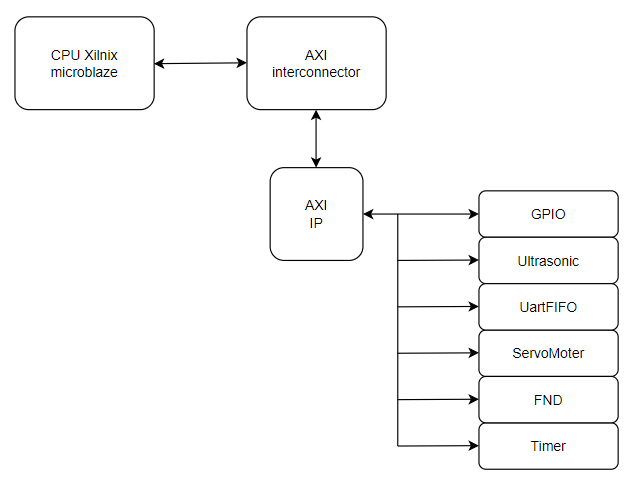 CPU Xilnix
microblaze
AXI
interconnector
AXI
IP
GPIO
Ultrasonic
UartFIFO
ServoMoter
FND
Timer